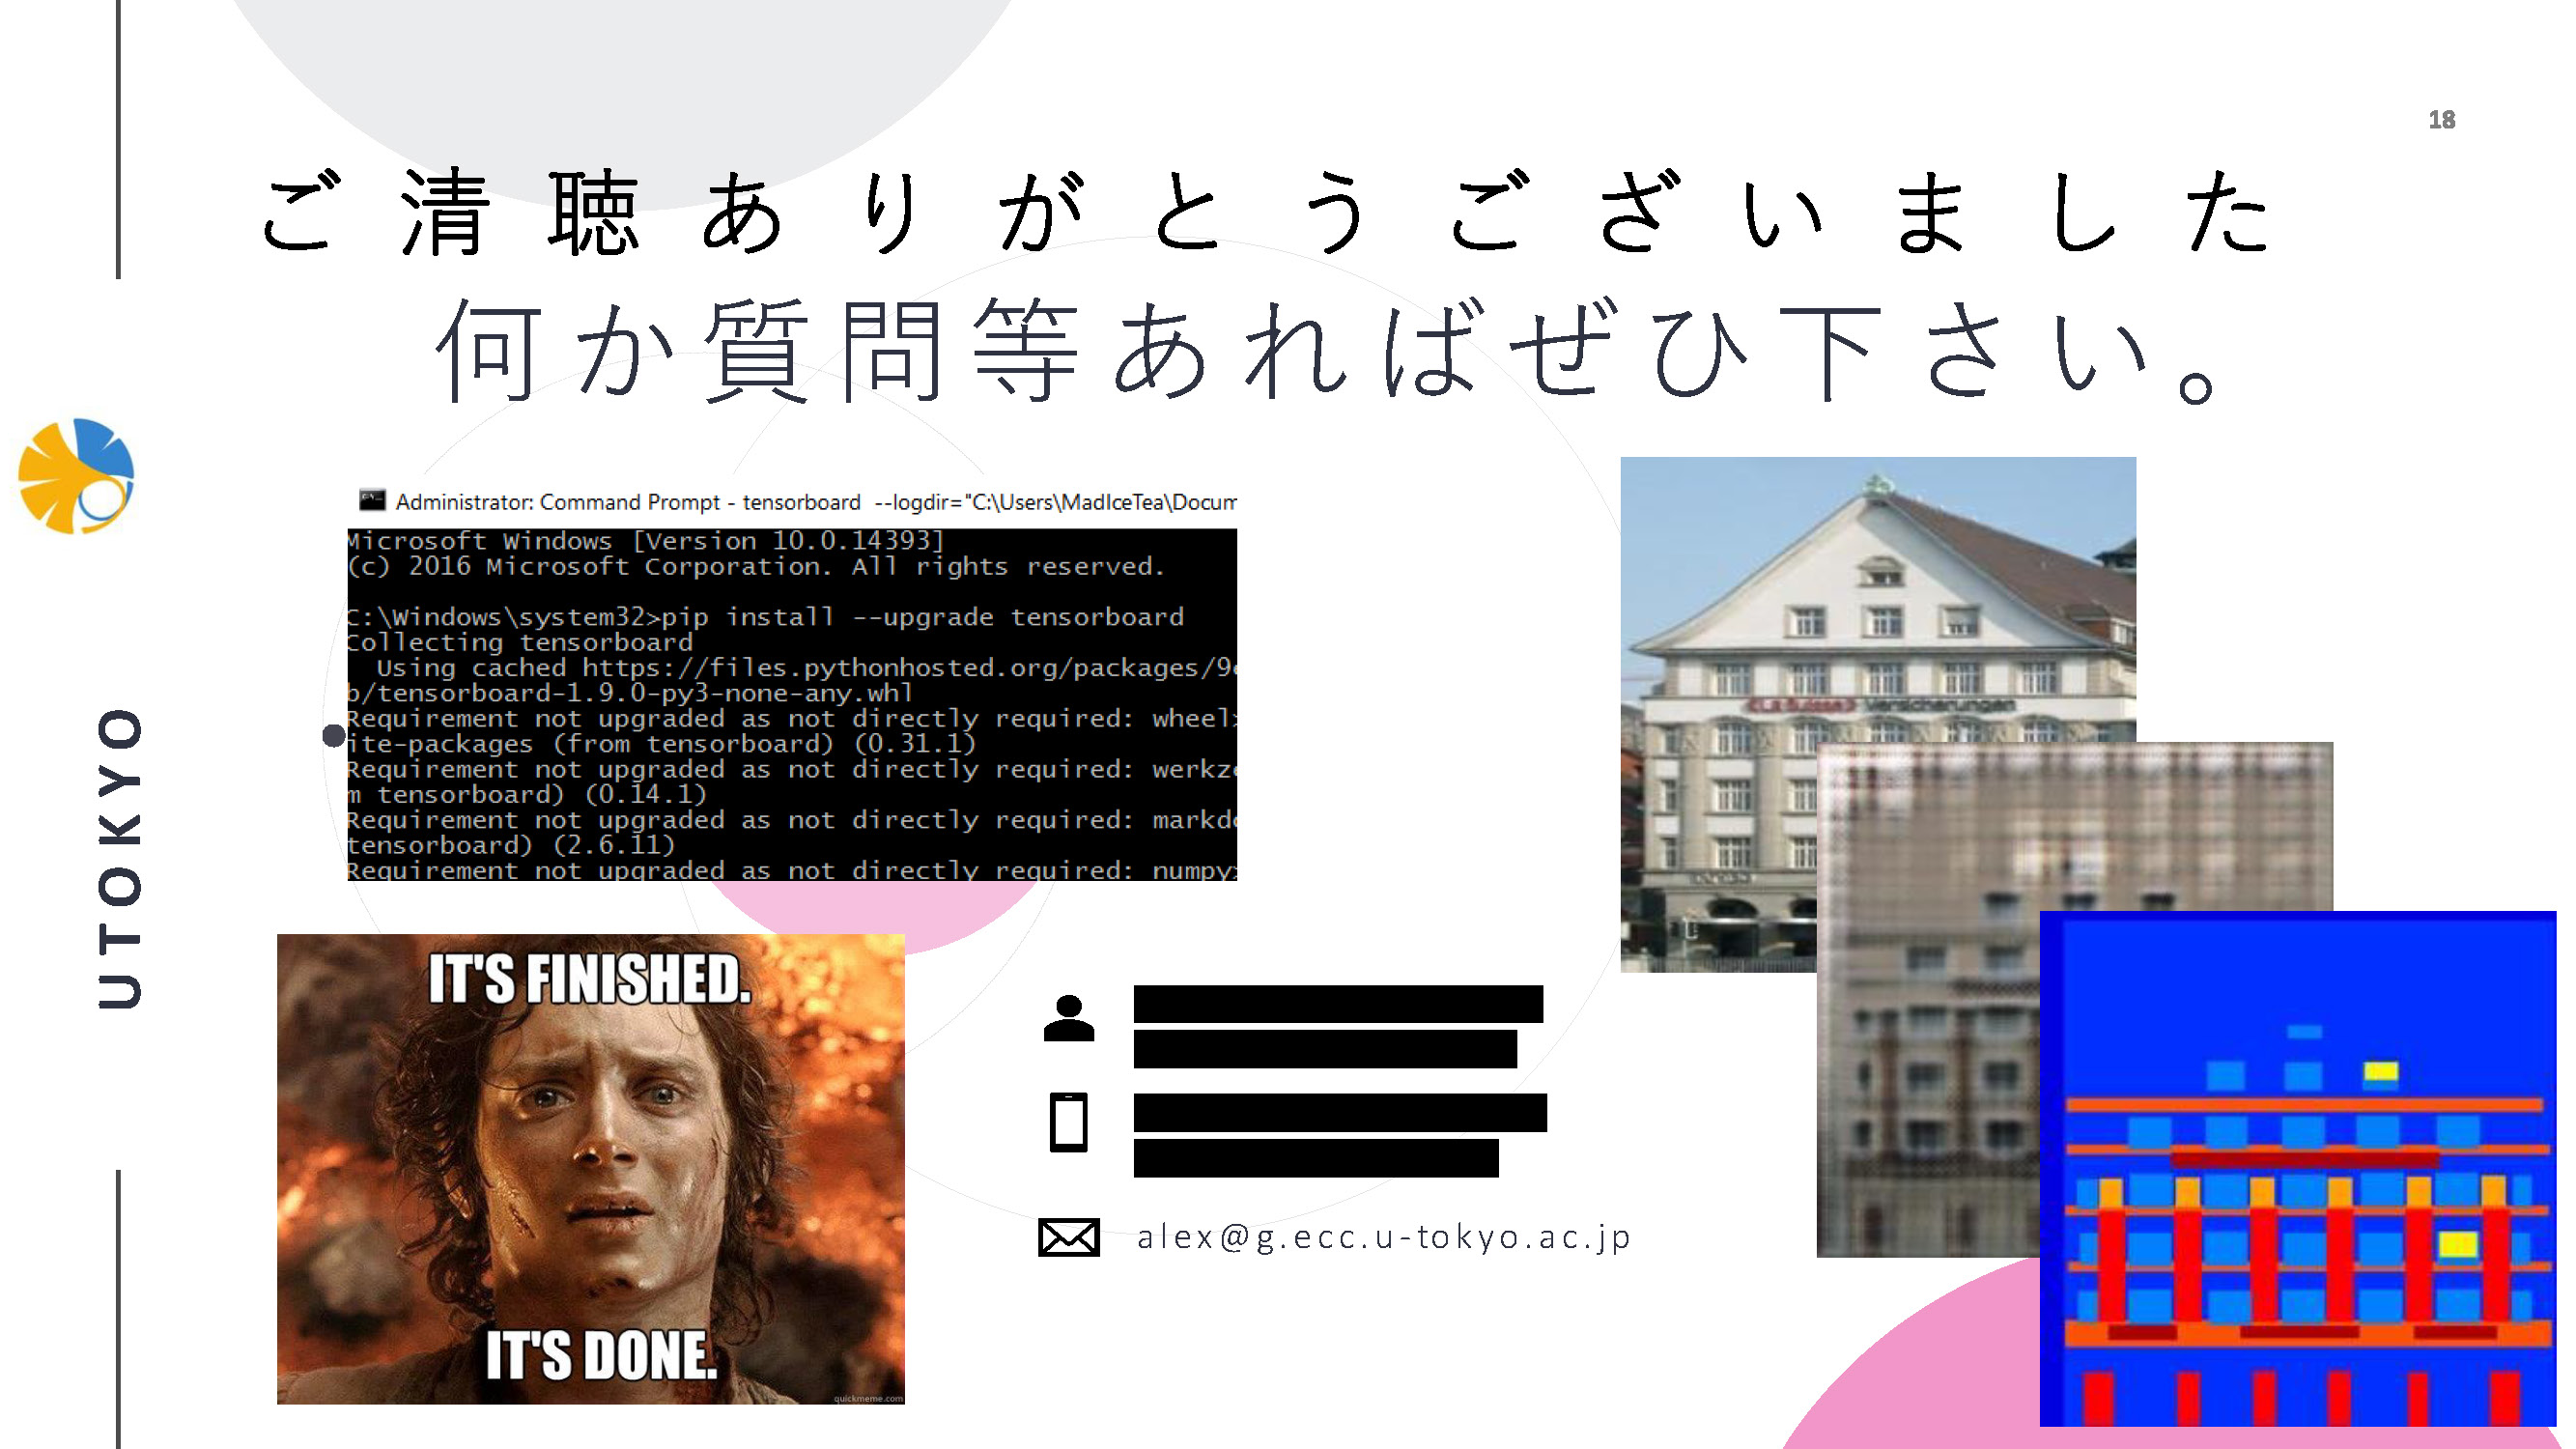 18
ご清聴ありがとうございました
何か質問等あればぜひ下さい。
UTOKYO
Administrator: Command Prompt - tensorboard --logdir="C:\Users\MadIceTea\Docum
Microsoft Windows [Version 10.0.14393]
(c) 2016 Microsoft Corporation. All rights reserved.
C:\Windows\system32>pip install --upgrade tensorboard
Collecting tensorboard
Using cached https://files.pythonhosted.org/packages/9
b/tensorboard-1.9.0-py3-none-any.whl
Requirement not upgraded as not directly required: wheel
ite-packages (from tensorboard) (0.31.1)
Requirement not upgraded as not directly required: werkz
m tensorboard) (0.14.1)
Requirement not upgraded as not directly required: markd
tensorboard) (2.6.11)
Requirement not upgraded as not directly required: numpy
La Suisse Versicherungen
IT'S FINISHED.
IT'S DONE.
quickmeme.com
alex@g.ecc.u-tokyo.ac.jp